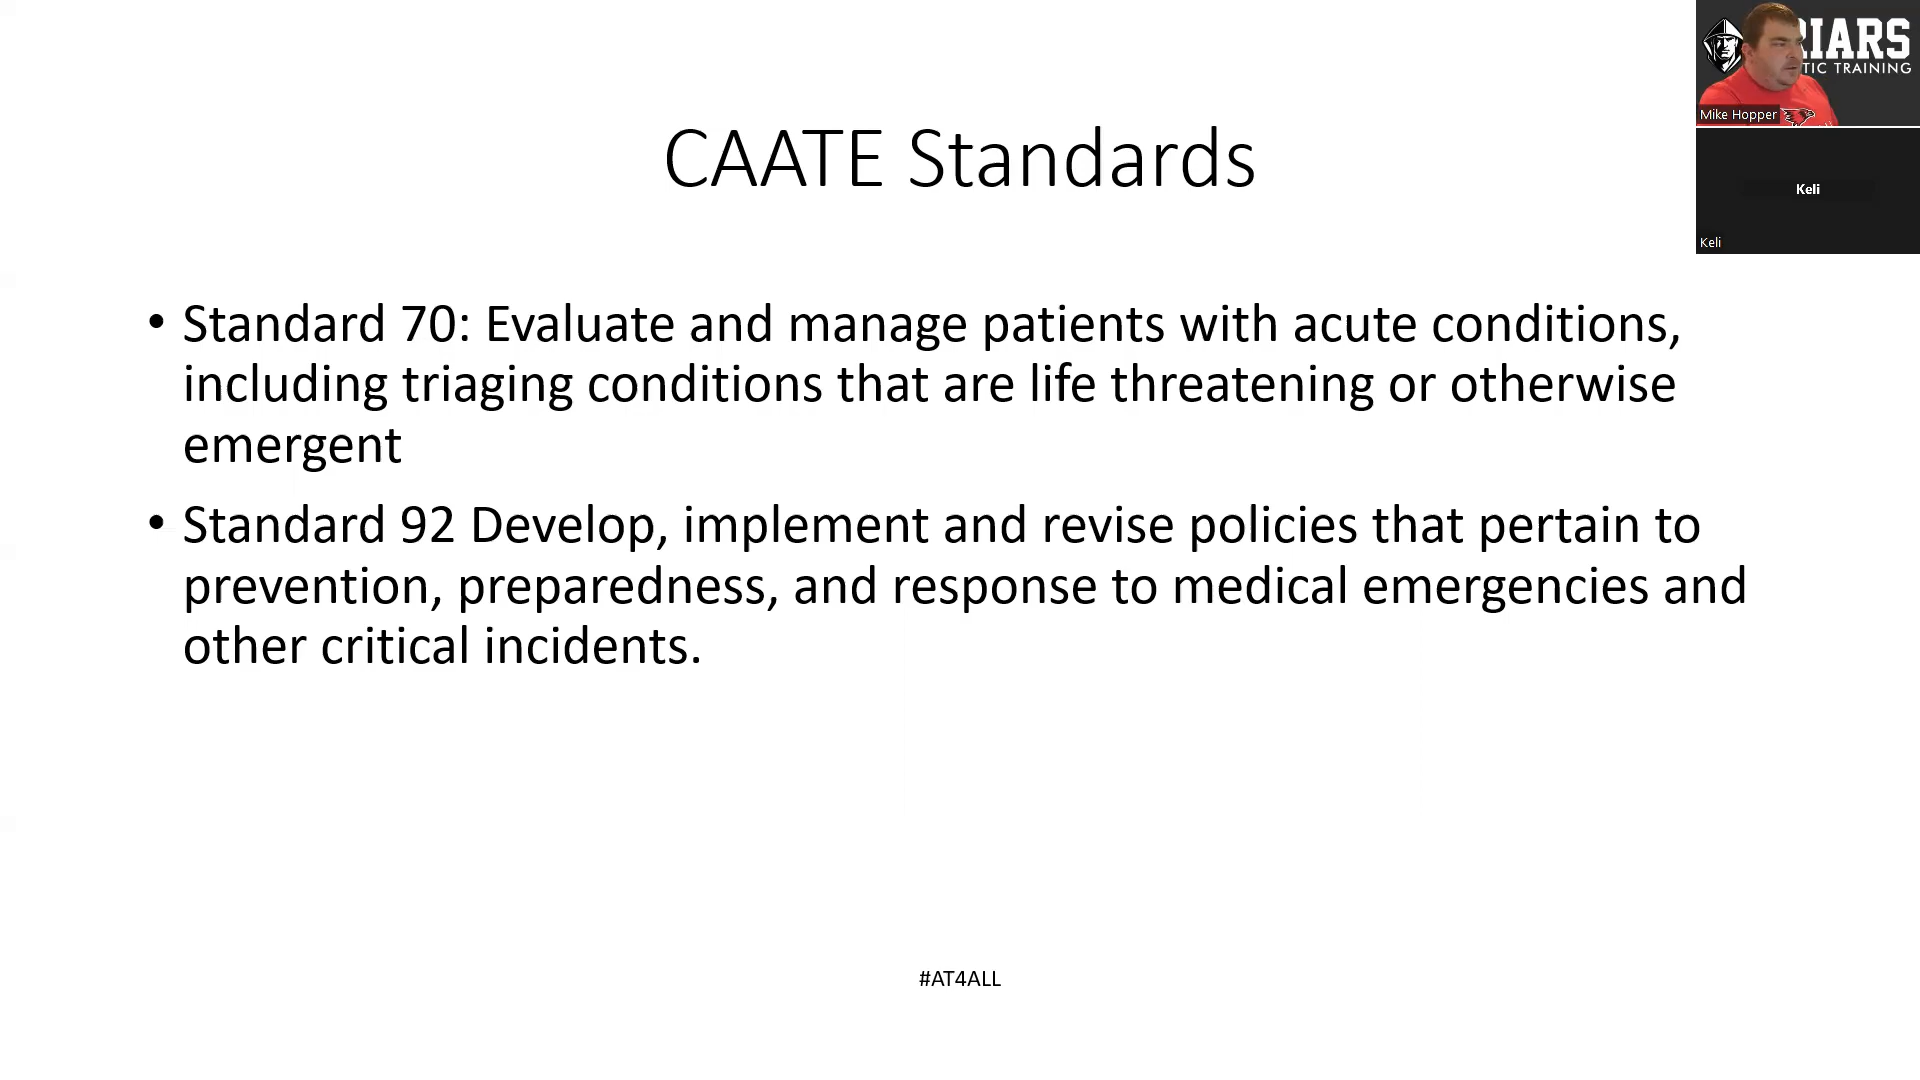 CAATE Standards
• Standard 70: Evaluate and manage patients with acute conditions,
including triaging conditions that are life threatening or otherwise
emergent
• Standard 92 Develop, implement and revise policies that pertain to
prevention, preparedness, and response to medical emergencies and
other critical incidents.
#AT4ALL
RIARS
TIC TRAINING
Mike Hopper
Keli
Keli